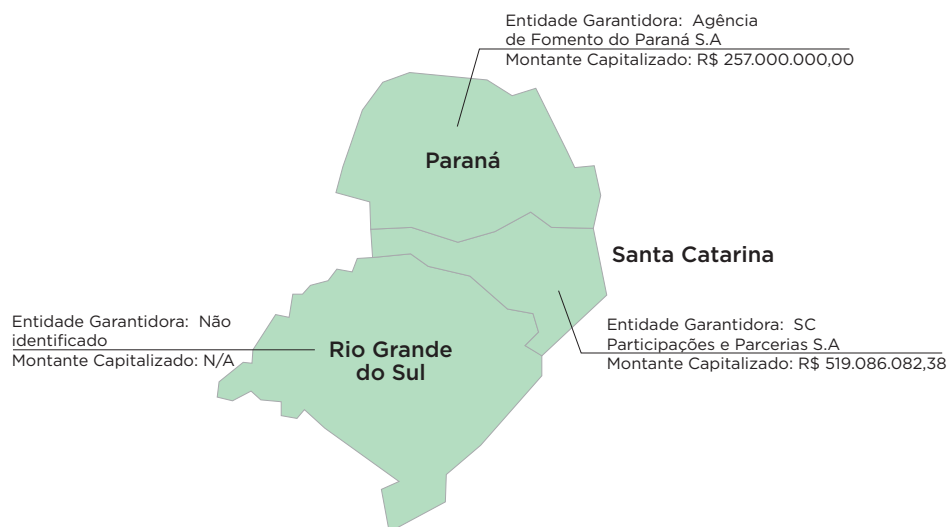 Entidade Garantidora: Agência
de Fomento do Paraná S.A
Montante Capitalizado: R$ 257.000.000,00
Paraná
Santa Catarina
Entidade Garantidora: Não
identificado
Montante Capitalizado: N/A
Rio Grande
do Sul
Entidade Garantidora: SC
Participações e Parcerias S.A
Montante Capitalizado: R$ 519.086.082,38